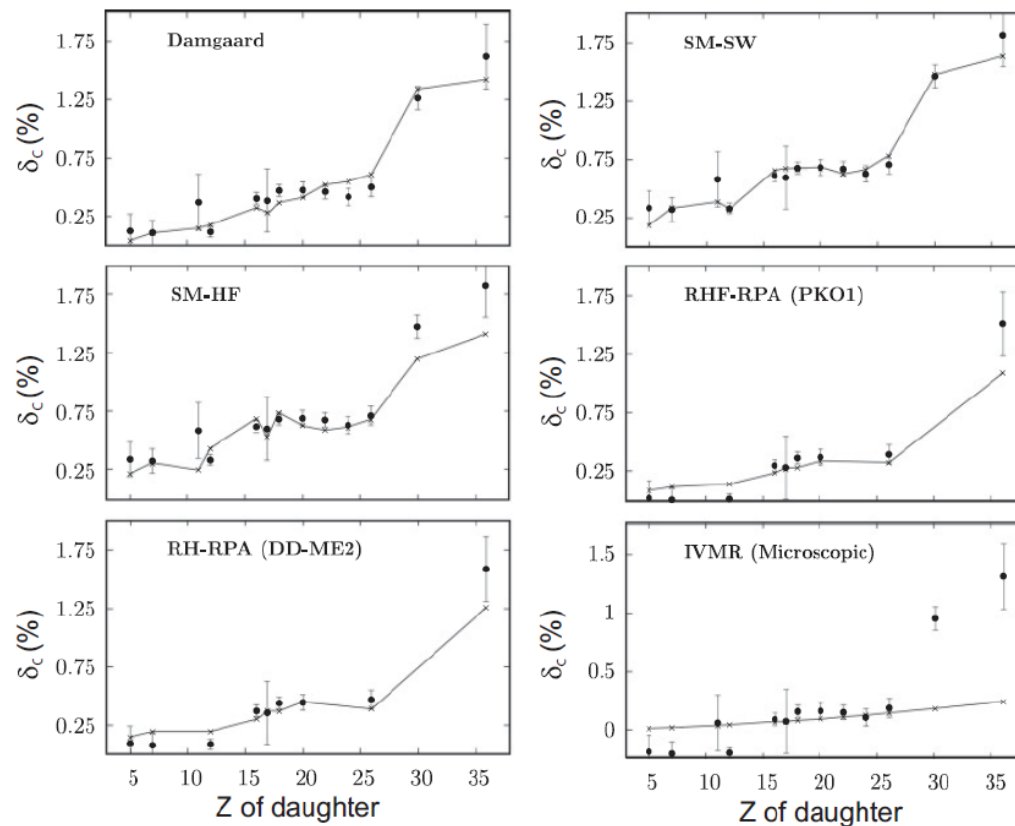 Damgaard
δc (%)
1.75
1.25
0.75
0.25
SM-SW
δc (%)
1.75
1.25
0.75
0.25
SM-HF
δc (%)
1.75
1.25
0.75
0.25
RHF-RPA (PKO1)
δc (%)
1.75
1.25
0.75
0.25
RH-RPA (DD-ME2)
δc (%)
1.75
1.25
0.75
0.25
5 10 15 20 25 30 35
Z of daughter
IVMR (Microscopic)
δc (%)
1.5
1
0.5
0
5 10 15 20 25 30 35
Z of daughter